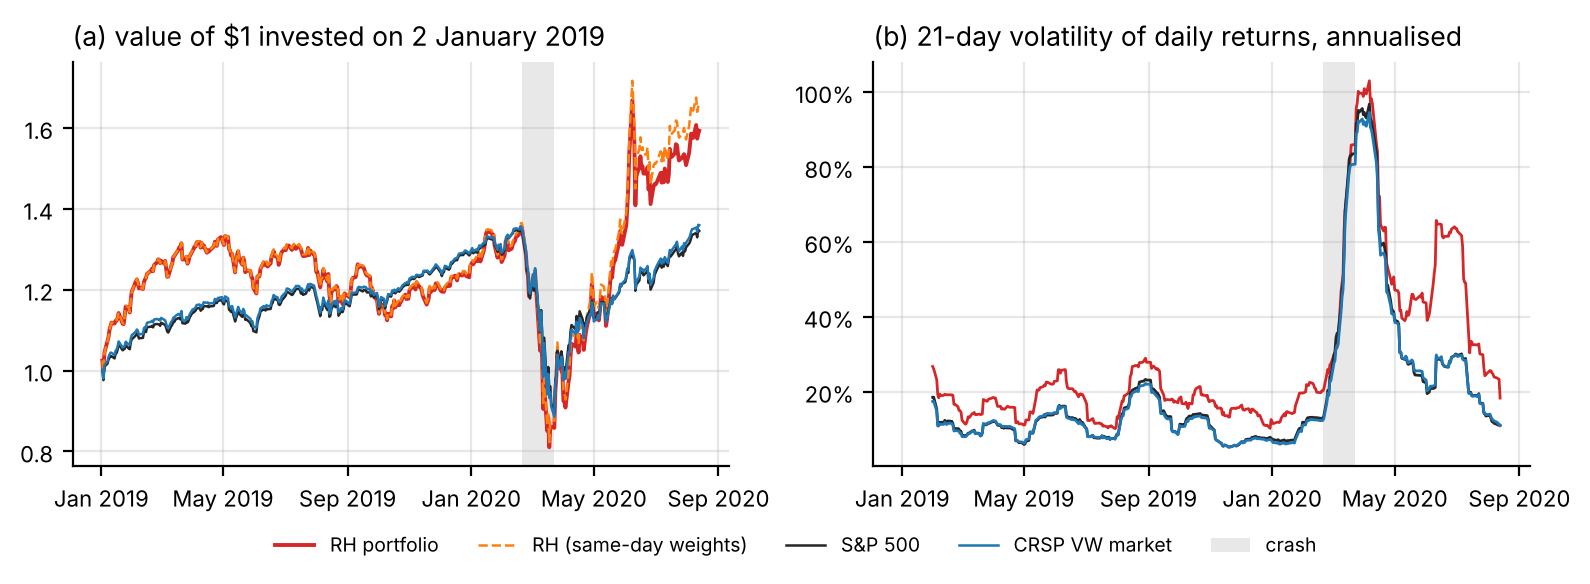 (a) value of $1 invested on 2 January 2019
1.6
1.4
1.2
1.0
0.8
Jan 2019 May 2019 Sep 2019 Jan 2020 May 2020 Sep 2020
(b) 21-day volatility of daily returns, annualised
100%
80%
60%
40%
20%
Jan 2019 May 2019 Sep 2019 Jan 2020 May 2020 Sep 2020
RH portfolio RH (same-day weights) S&P 500 CRSP VW market crash